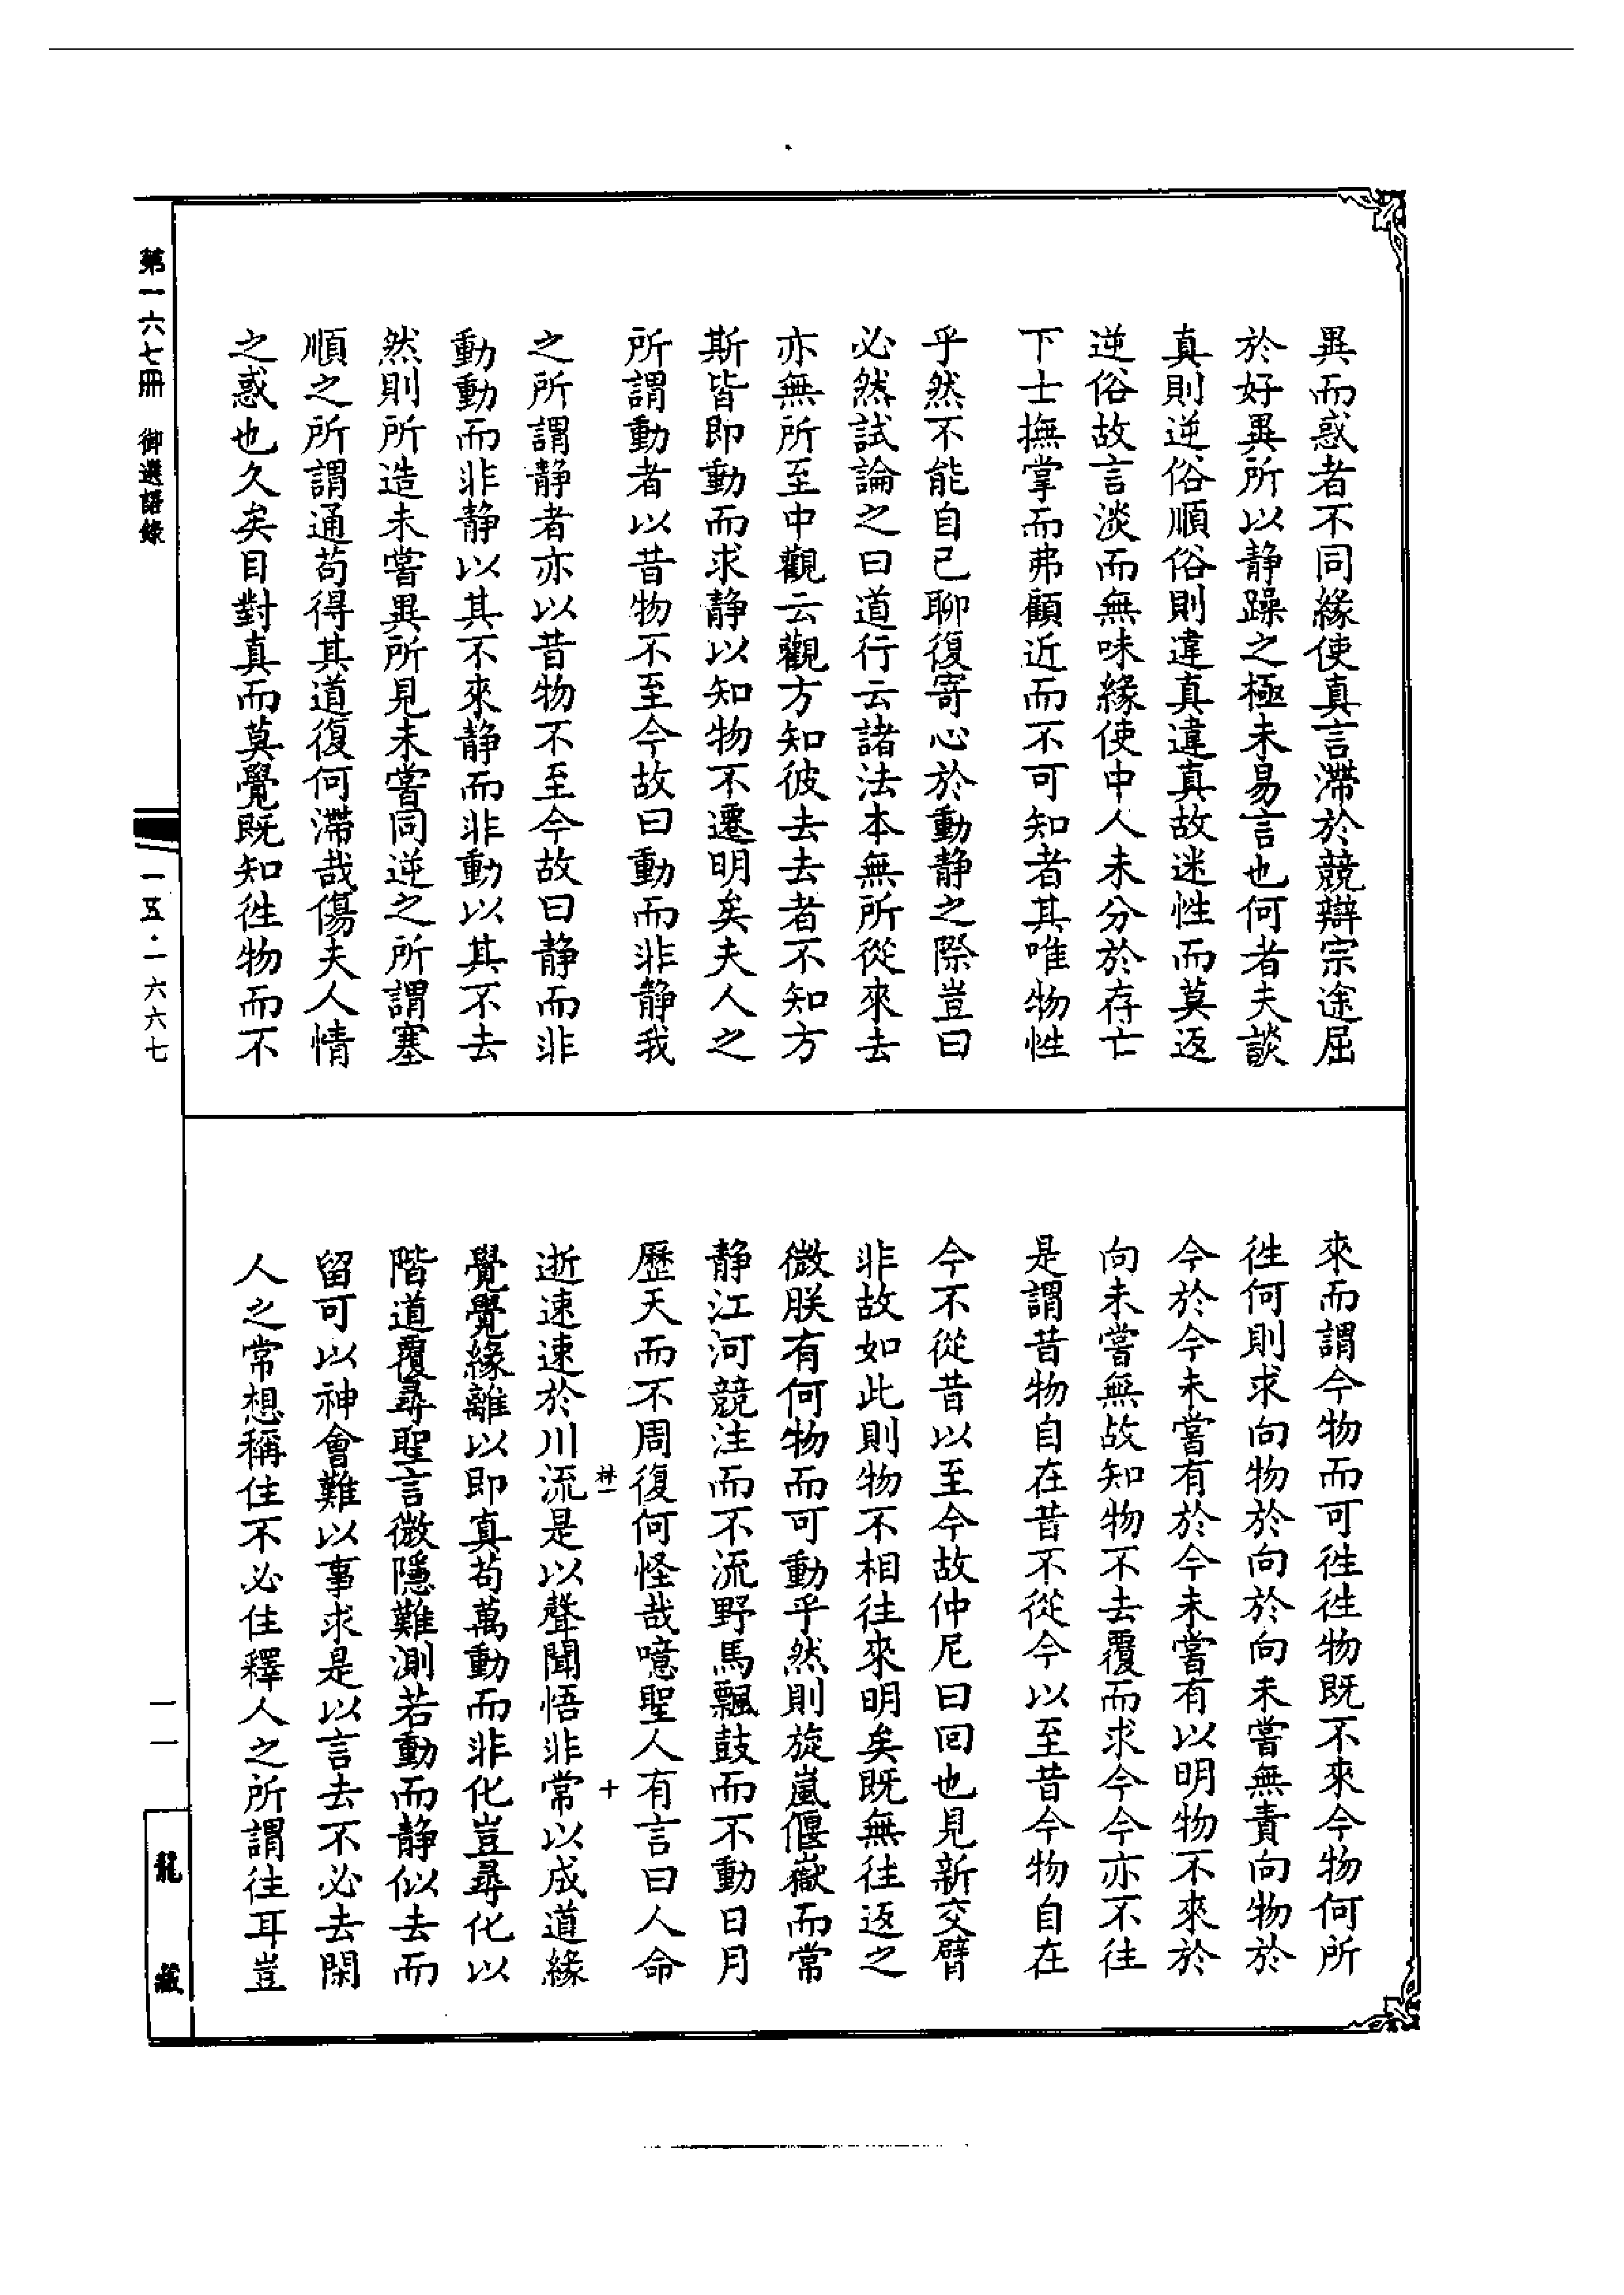 異而惑者不同緣使真言滯於競辯宗途屈
於好異所以静躁之極未易言也何者夫談
真則逆俗順俗則違真違真故迷性而莫返
逆俗故言淡而無味緣使中人未分於存亡
下士撫掌而弗顧近而不可知者其唯物性
乎然不能自已聊復寄心於動静之際豈曰
必然試論之曰道行云諸法本無所從來去
亦無所至中觀云觀方知彼去去者不知方
斯皆即動而求静以知物不遷明矣夫人之
所謂動者以昔物不至今故曰動而非静我
之所謂静者亦以昔物不至今故曰静而非
動動而非静以其不來静而非動以其不去
然則所造未嘗異所見未嘗同逆之所謂塞
順之所謂通苟得其道復何滯哉傷夫人情
之惑也久矣目對真而莫覺既知徃物而不
來而謂今物而可徃徃物既不來今物何所
徃何則求向物於向於向未嘗無責向物於
今於今未嘗有於今未嘗有以明物不來於
向未嘗無故知物不去覆而求今今亦不往
是謂昔物自在昔不從今以至昔今物自在
今不從昔以至今故仲尼曰回也見新交臂
非故如此則物不相往來明矣既無往返之
微朕有何物而可動乎然則旋嵐偃嶽而常
静江河競注而不流野馬飄鼓而不動日月
歷天而不周復何怪哉噫聖人有言曰人命
逝速速於川流是以聲聞悟非常以成道緣
覺覺緣離以即真苟萬動而非化豈尋化以
階道覆尋聖言微隱難測若動而静似去而
留可以神會難以事求是以言去不必去閑
人之常想稱住不必住釋人之所謂往耳豈
十
第一六七冊 御選語錄
一五·一六六七
一一
龍藏